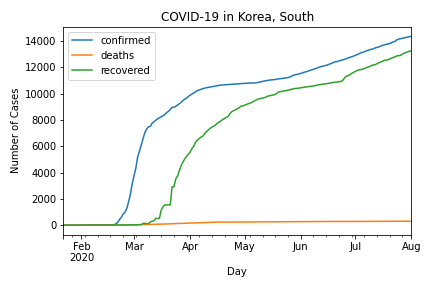 COVID-19 in Korea, South
confirmed
deaths
recovered
14000
12000
10000
8000
6000
4000
2000
0
Number of Cases
Feb
2020
Mar
Apr
May
Jun
Jul
Aug
Day